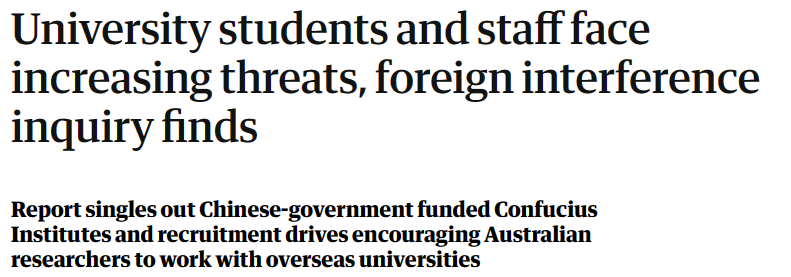 University students and staff face
increasing threats, foreign interference
inquiry finds
Report singles out Chinese-government funded Confucius
Institutes and recruitment drives encouraging Australian
researchers to work with overseas universities